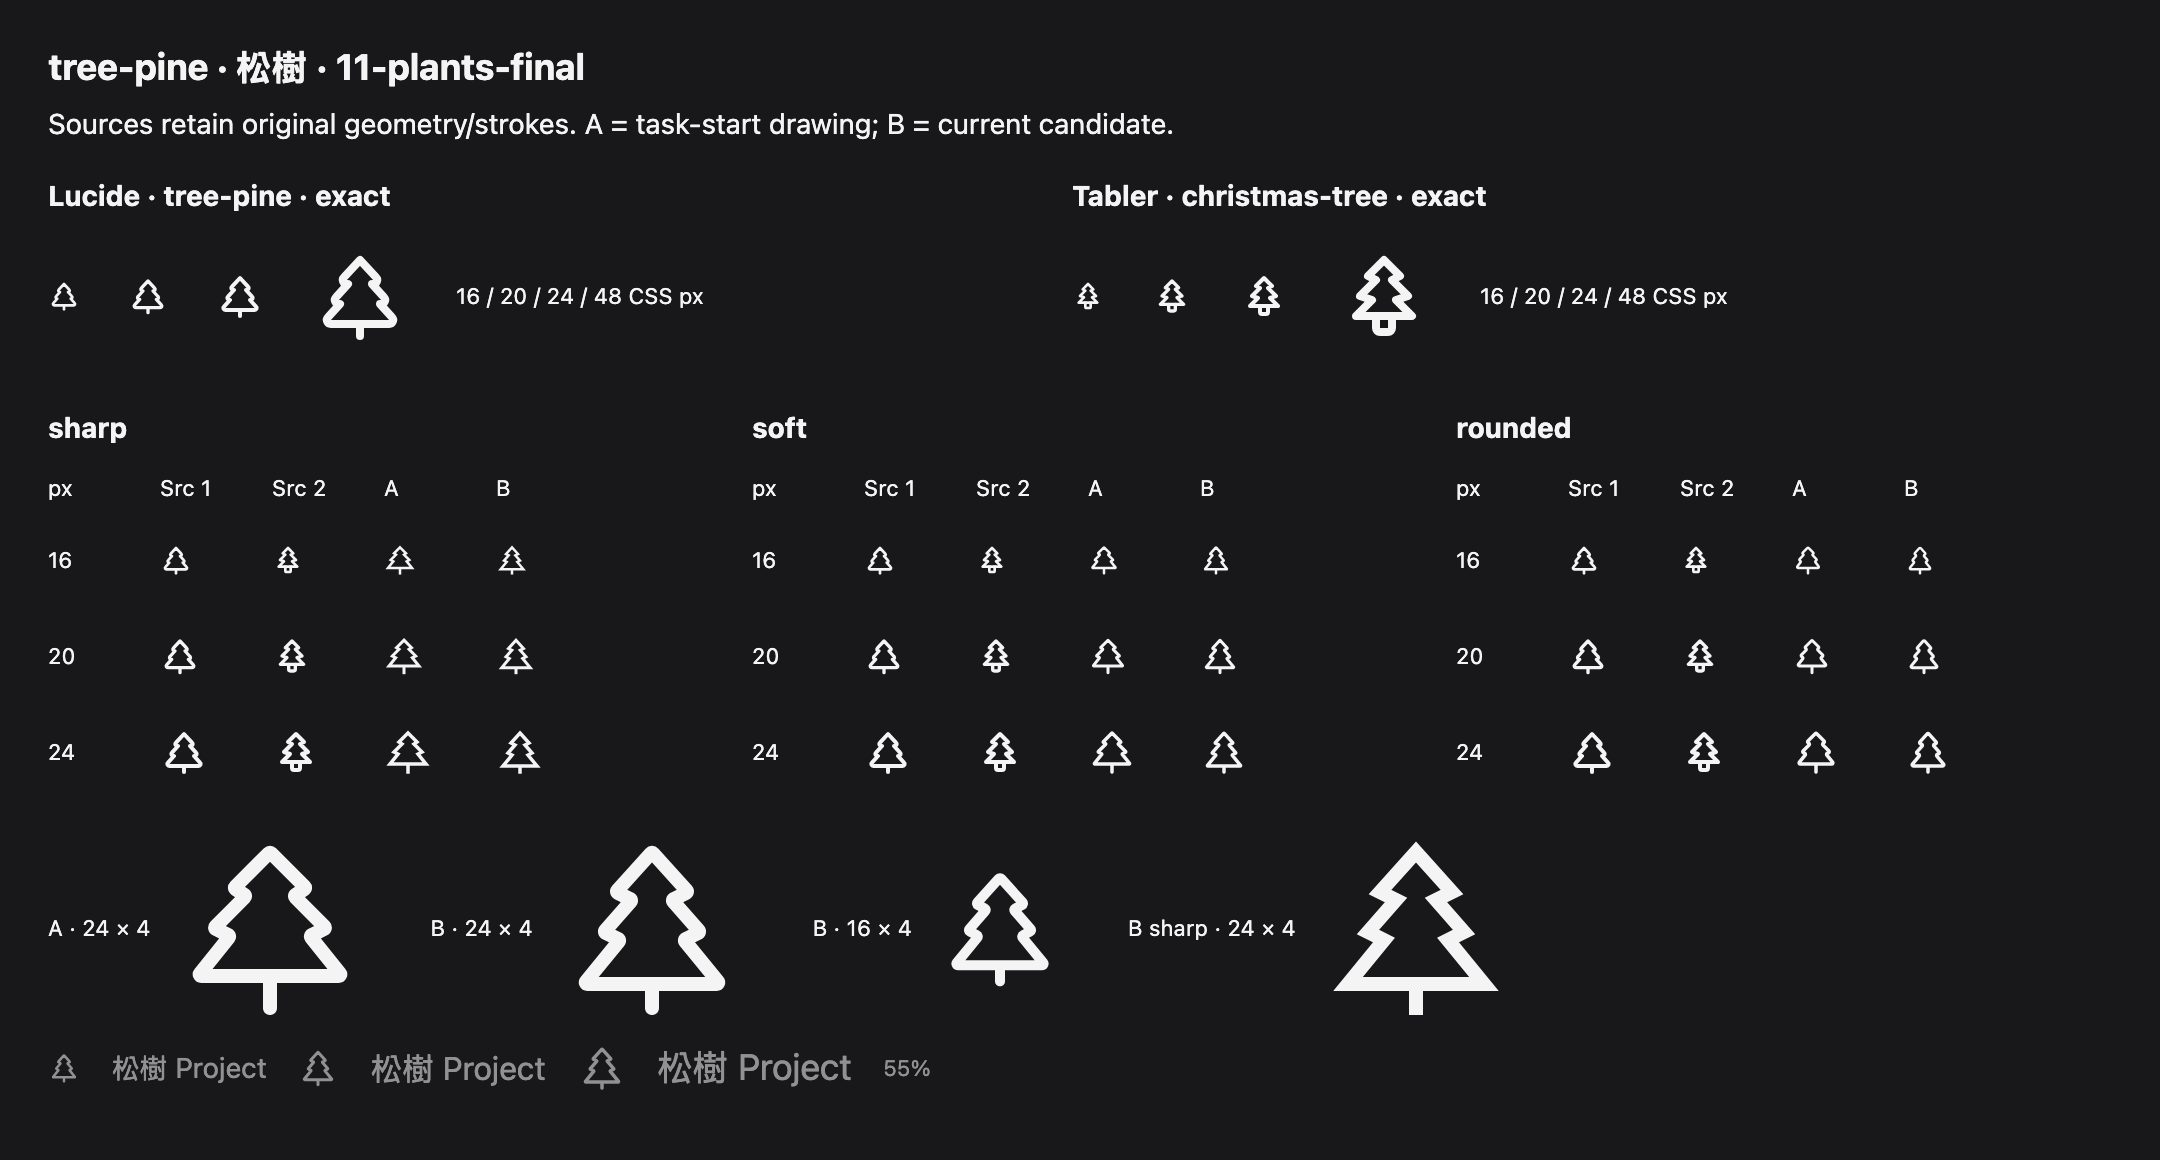 tree-pine · 松樹 · 11-plants-final
Sources retain original geometry/strokes. A = task-start drawing; B = current candidate.
Lucide · tree-pine · exact
16 / 20 / 24 / 48 CSS px
Tabler · christmas-tree · exact
16 / 20 / 24 / 48 CSS px
sharp
px Src 1 Src 2 A B
16
20
24
soft
px Src 1 Src 2 A B
16
20
24
rounded
px Src 1 Src 2 A B
16
20
24
A · 24 × 4
B · 24 × 4
B · 16 × 4
B sharp · 24 × 4
松樹 Project 松樹 Project 松樹 Project 55%